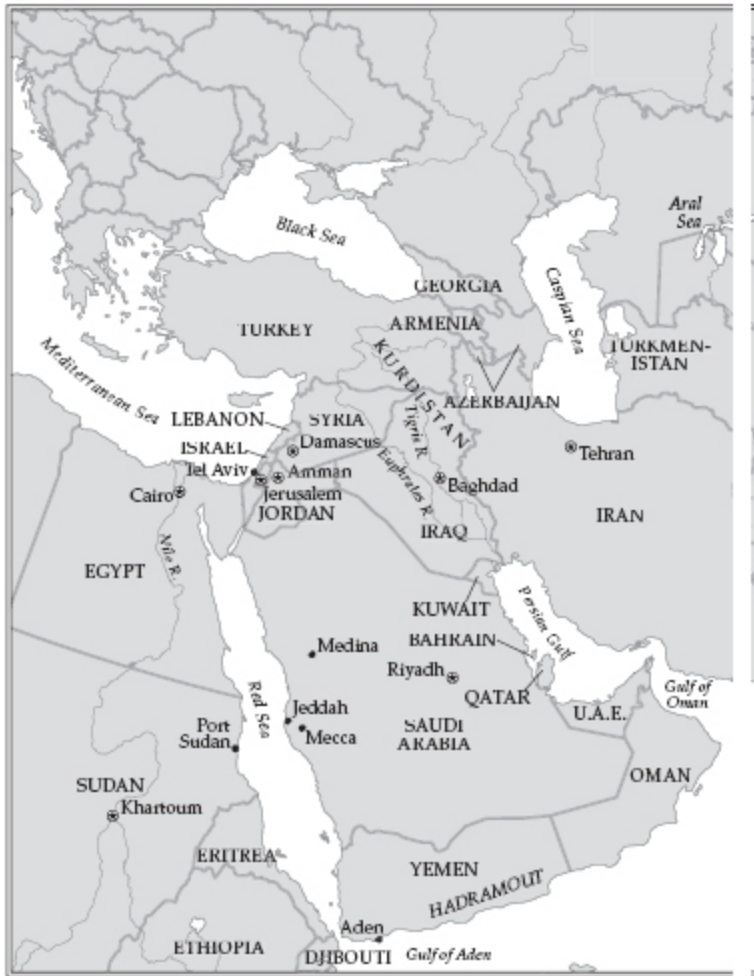 Aral
Sea
Black Sea
Caspian Sea
GEORGIA
TURKEY
ARMENIA
TURKMEN-
ISTAN
KURDISTAN
Mediterranean Sea
AZERBAIJAN
LEBANON
SYRIA
Tigris R.
Damascus
ISRAEL
Tehran
Tel Aviv
Amman
Euphrates R.
Baghdad
Cairo
Jerusalem
JORDAN
IRAQ
IRAN
Nile R.
EGYPT
KUWAIT
Persian Gulf
Medina
BAHRAIN
Riyadh
QATAR
Gulf of
Oman
Red Sea
Jeddah
U.A.E.
Port
Sudan
Mecca
SAUDI
ARABIA
OMAN
SUDAN
Khartoum
ERITREA
YEMEN
HADRAMOUT
Aden
ETHIOPIA
DJIBOUTI
Gulf of Aden